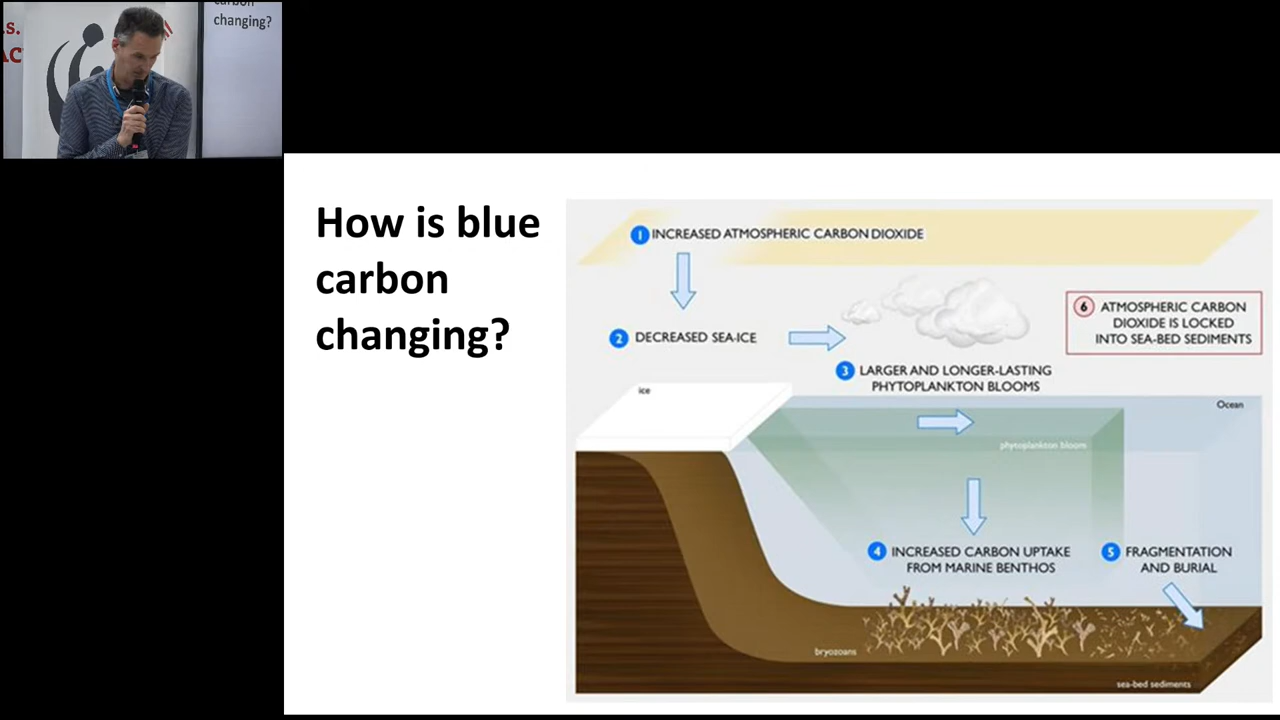 carbon
changing?
S.
AC
How is blue
carbon
changing?
1 INCREASED ATMOSPHERIC CARBON DIOXIDE
2 DECREASED SEA-ICE
6 ATMOSPHERIC CARBON
DIOXIDE IS LOCKED
INTO SEA-BED SEDIMENTS
3 LARGER AND LONGER-LASTING
PHYTOPLANKTON BLOOMS
ice
Ocean
phytoplankton bloom
4 INCREASED CARBON UPTAKE
FROM MARINE BENTHOS
5 FRAGMENTATION
AND BURIAL
bryozoans
sea-bed sediments